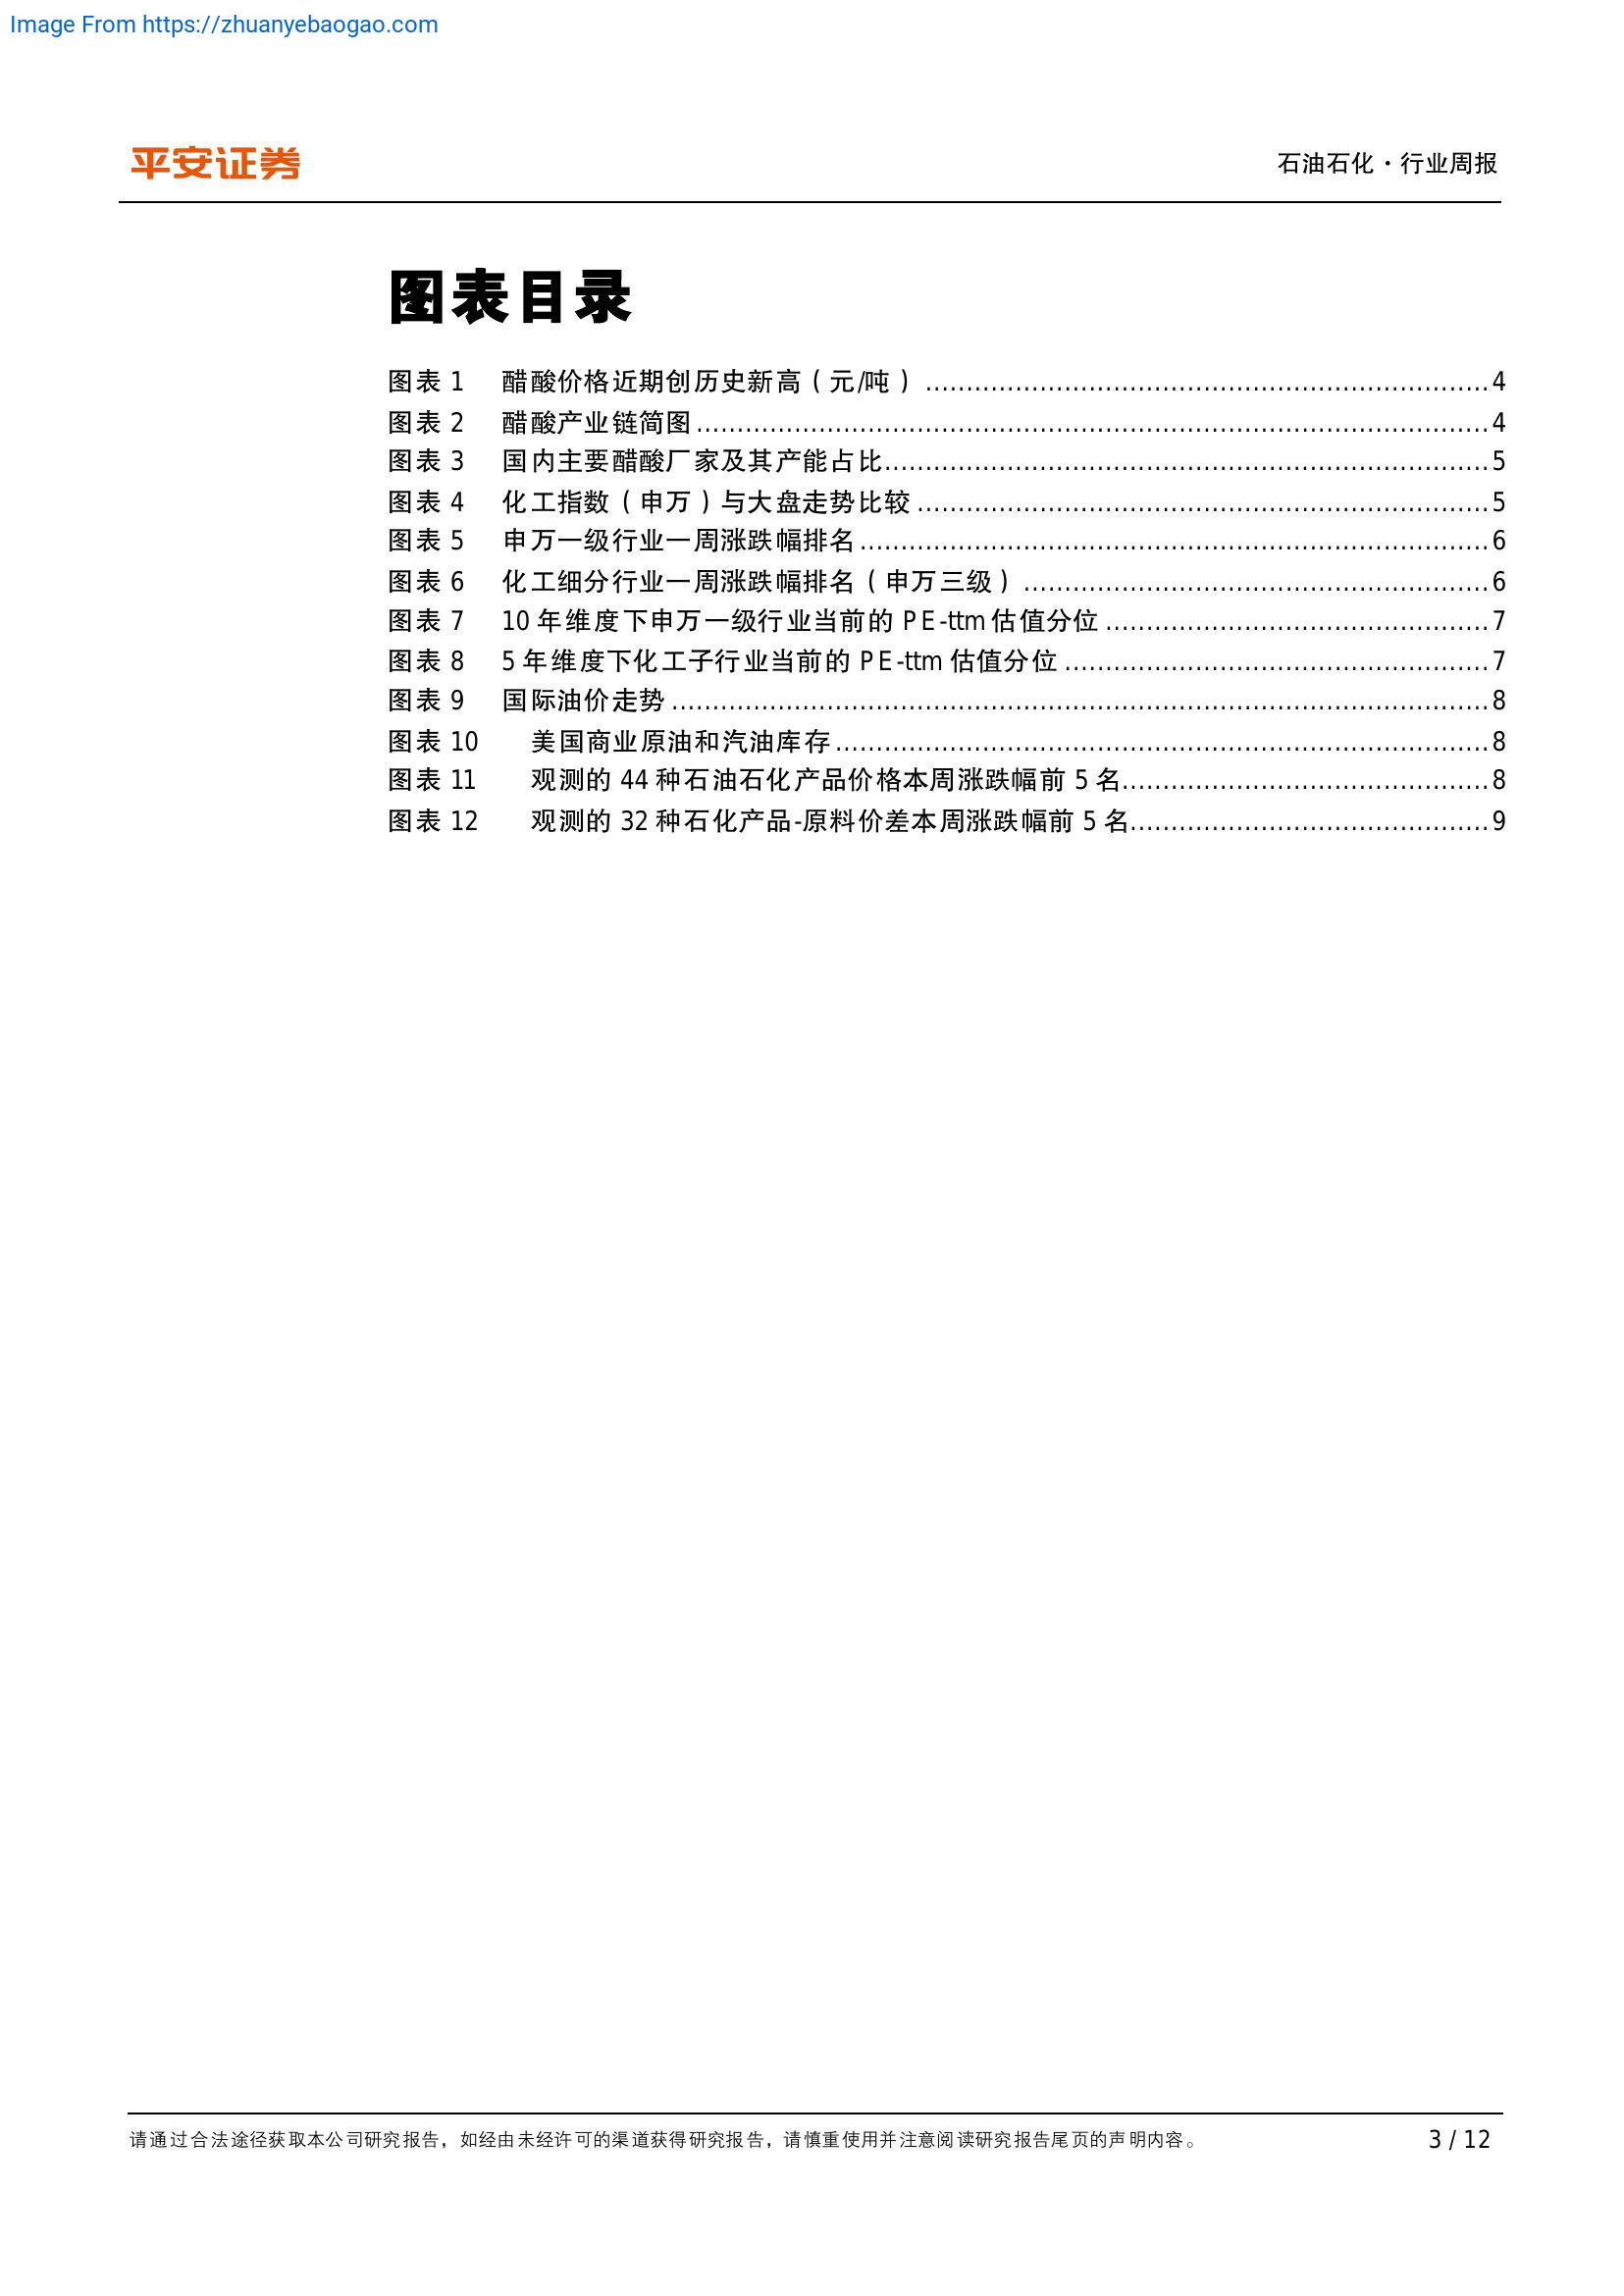 Image From https://zhuanyebaogao.com
平安证券
石油石化·行业周报
图表目录
图表 1 醋酸价格近期创历史新高（元/吨）........................................4
图表 2 醋酸产业链简图........................................4
图表 3 国内主要醋酸厂家及其产能占比........................................5
图表 4 化工指数（申万）与大盘走势比较........................................5
图表 5 申万一级行业一周涨跌幅排名........................................6
图表 6 化工细分行业一周涨跌幅排名（申万三级）........................................6
图表 7 10 年维度下申万一级行业当前的 PE-ttm 估值分位........................................7
图表 8 5 年维度下化工子行业当前的 PE-ttm 估值分位........................................7
图表 9 国际油价走势........................................8
图表 10 美国商业原油和汽油库存........................................8
图表 11 观测的 44 种石油石化产品价格本周涨跌幅前 5 名........................................8
图表 12 观测的 32 种石化产品-原料价差本周涨跌幅前 5 名........................................9
请通过合法途径获取本公司研究报告，如经由未经许可的渠道获得研究报告，请慎重使用并注意阅读研究报告尾页的声明内容。
3 / 12